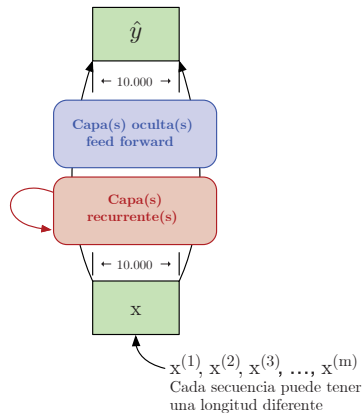 ŷ
← 10.000 →
Capa(s) oculta(s)
feed forward
Capa(s)
recurrente(s)
← 10.000 →
x
x⁽¹⁾, x⁽²⁾, x⁽³⁾, ..., x⁽ᵐ⁾
Cada secuencia puede tener
una longitud diferente